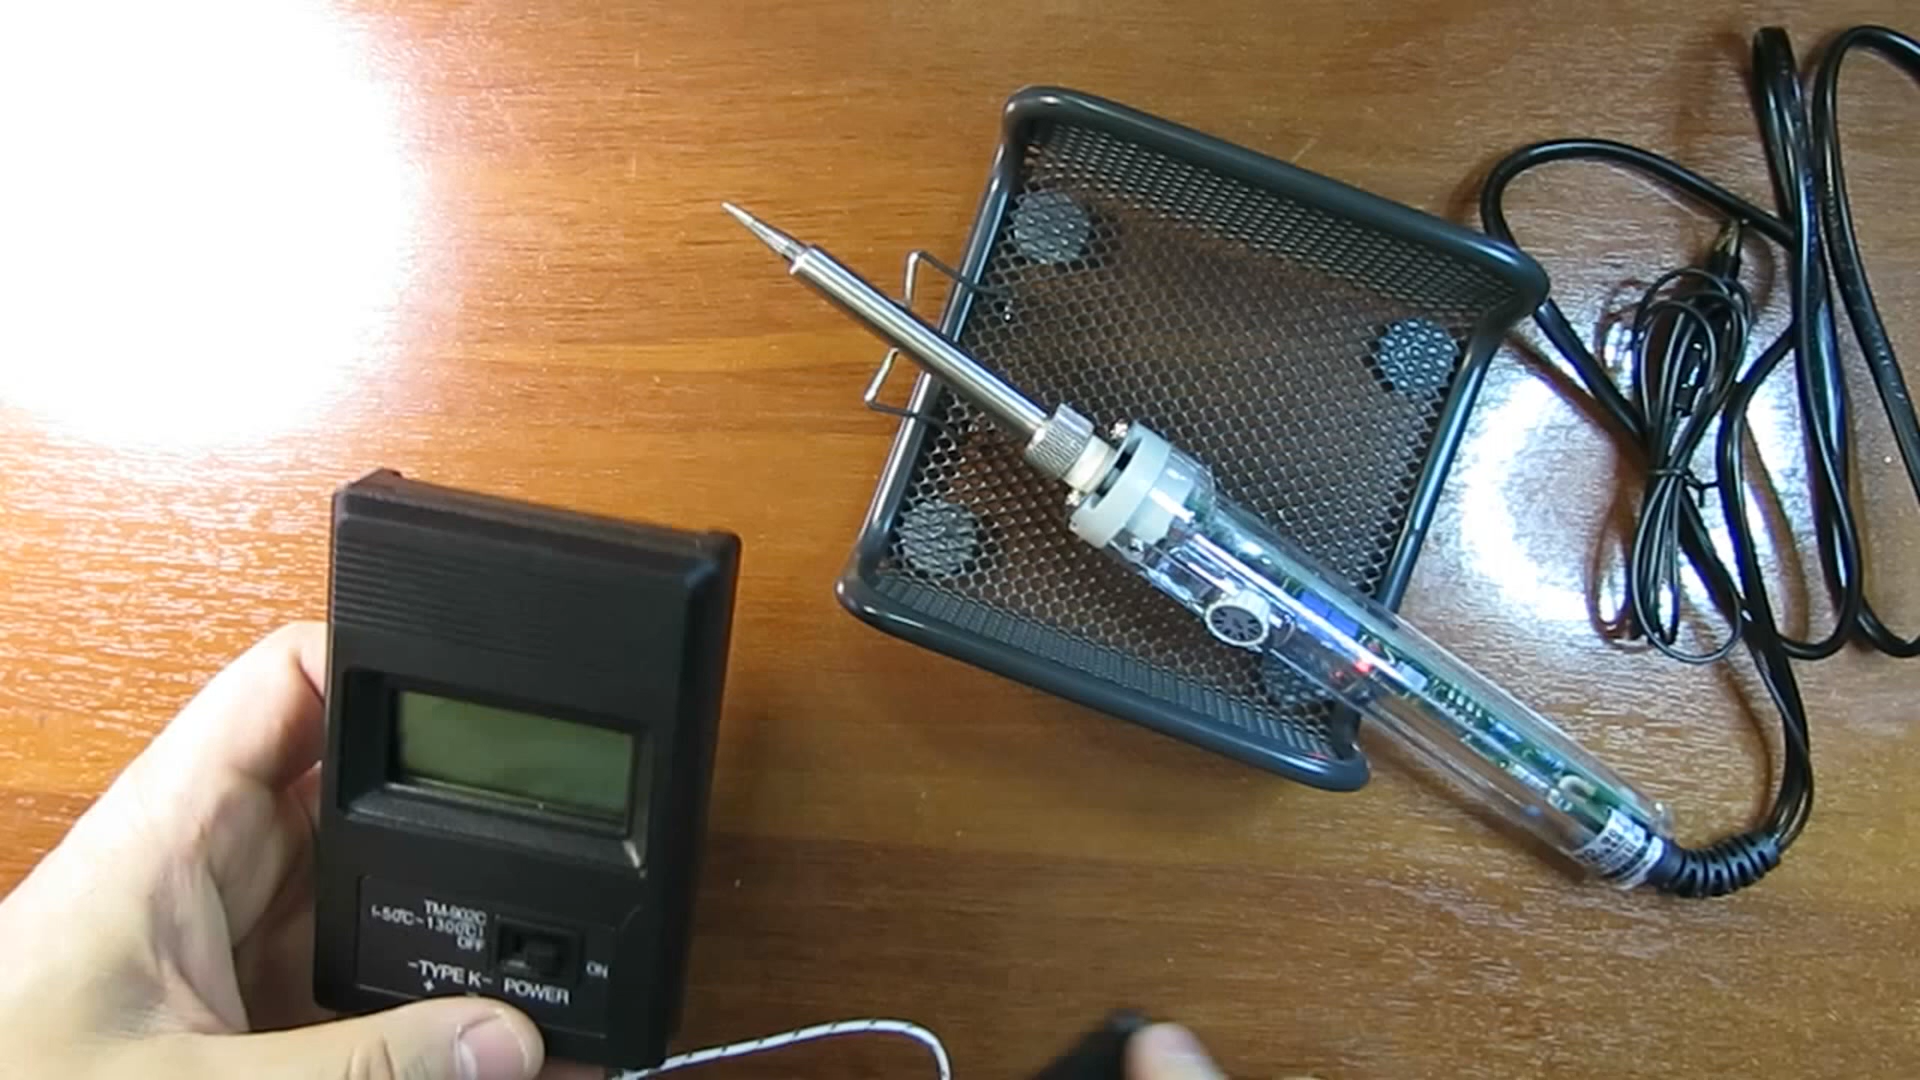 TM-902C
(-50℃~1300℃)
OFF
ON
-TYPE K- POWER
+ -